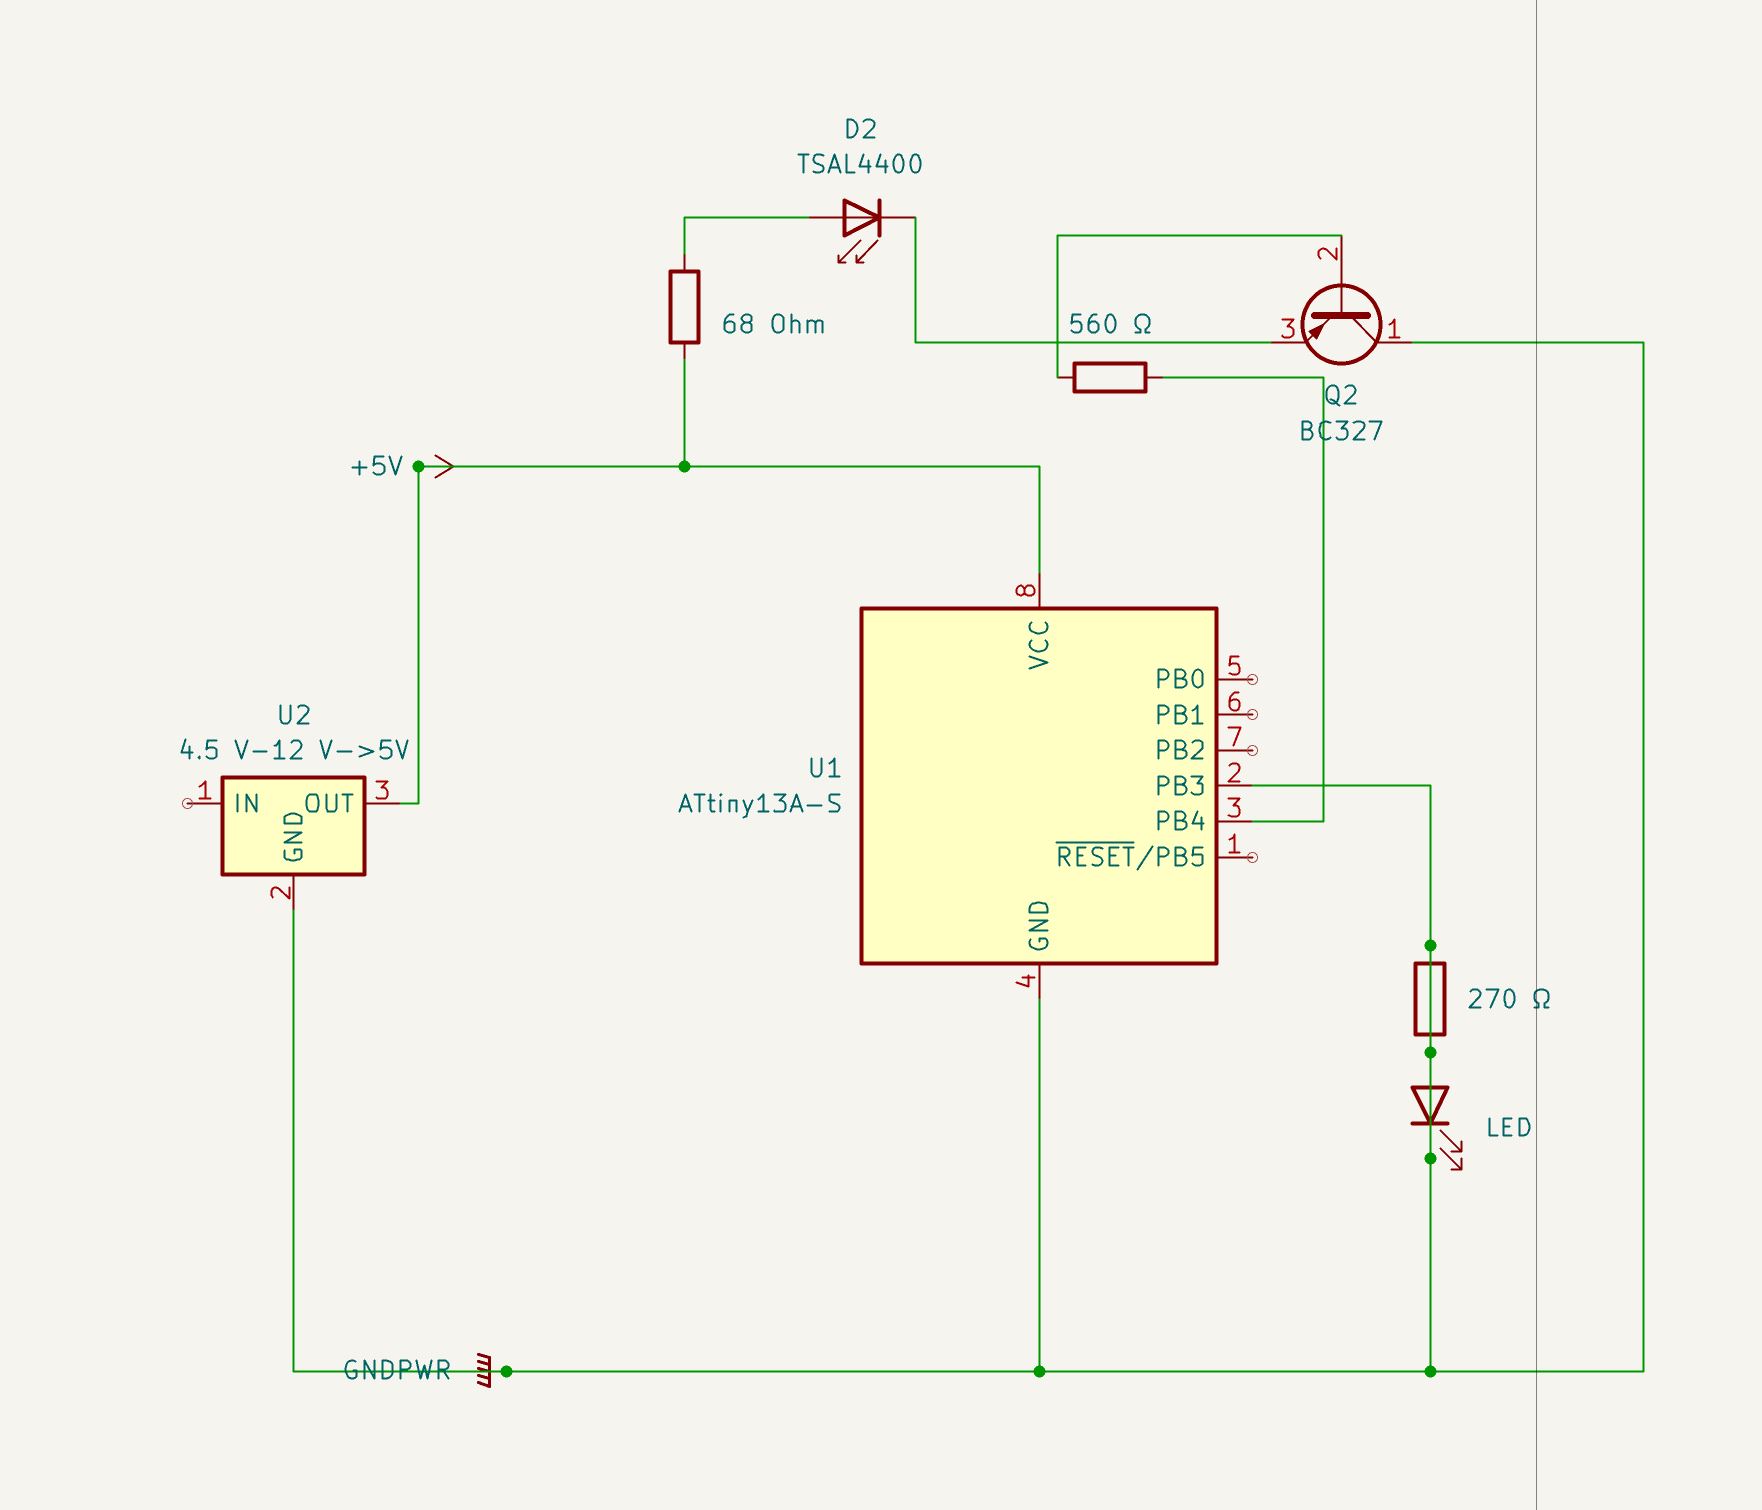 D2
TSAL4400
2
68 Ohm
560 Ω
3
1
Q2
BC327
+5V
8
VCC
PB0
5
PB1
6
PB2
7
PB3
2
PB4
3
RESET/PB5
1
GND
4
U1
ATtiny13A-S
U2
4.5 V-12 V->5V
1
IN
OUT
3
GND
2
270 Ω
LED
GNDPWR